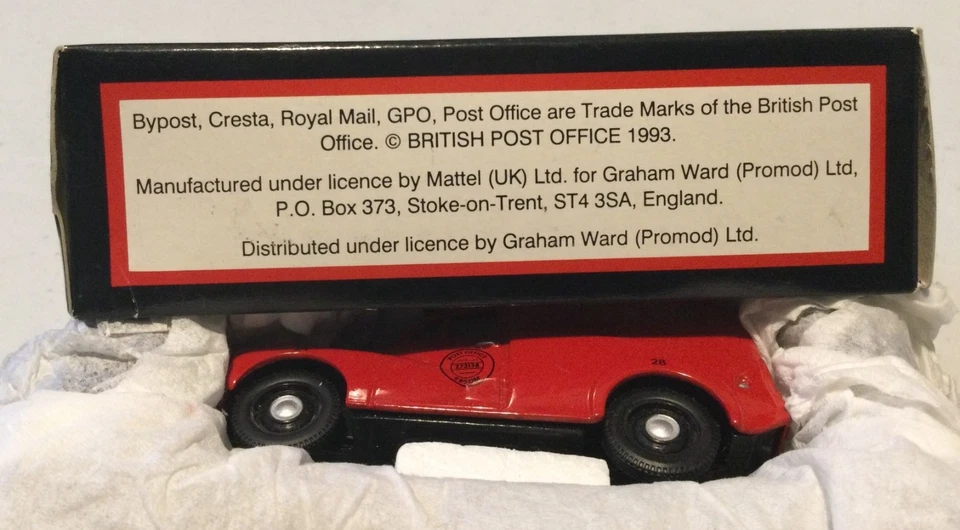 Bypost, Cresta, Royal Mail, GPO, Post Office are Trade Marks of the British Post
Office. © BRITISH POST OFFICE 1993.
Manufactured under licence by Mattel (UK) Ltd. for Graham Ward (Promod) Ltd,
P.O. Box 373, Stoke-on-Trent, ST4 3SA, England.
Distributed under licence by Graham Ward (Promod) Ltd.
POST OFFICE
28